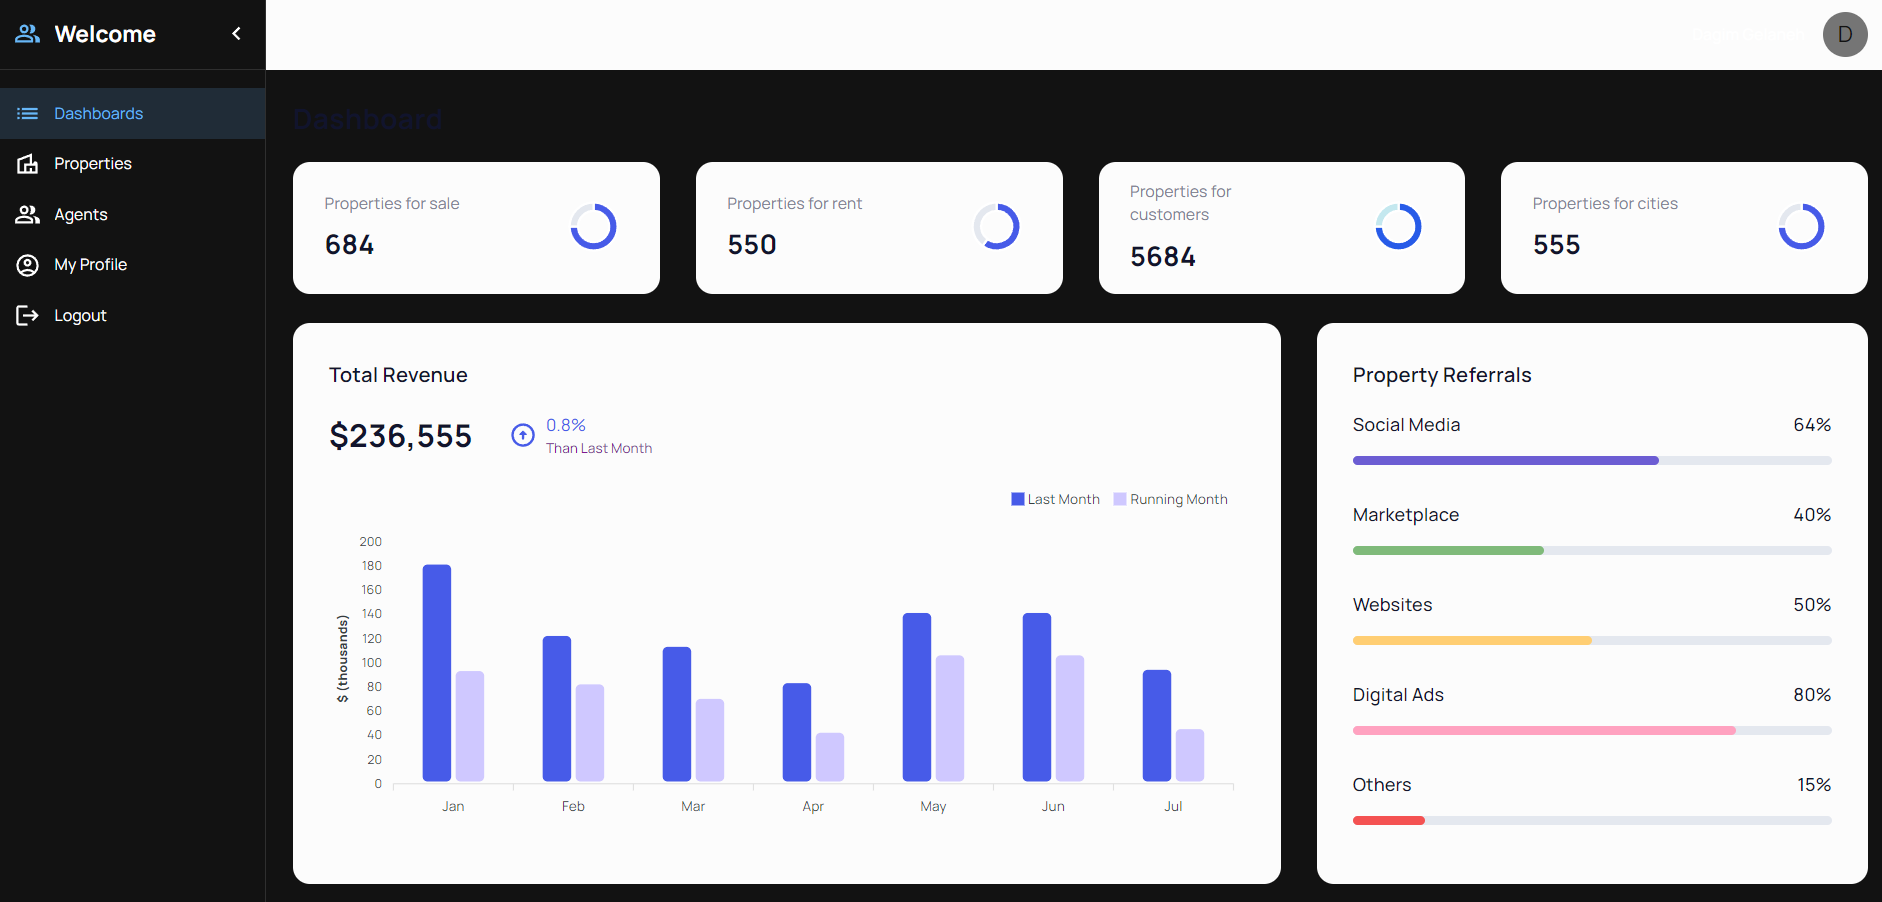 Welcome
D
Dashboards
Properties
Agents
My Profile
Logout
Dashboard
Properties for sale
684
Properties for rent
550
Properties for
customers
5684
Properties for cities
555
Total Revenue
$236,555
0.8%
Than Last Month
Last Month
Running Month
$ (thousands)
200
180
160
140
120
100
80
60
40
20
0
Jan
Feb
Mar
Apr
May
Jun
Jul
Property Referrals
Social Media
64%
Marketplace
40%
Websites
50%
Digital Ads
80%
Others
15%